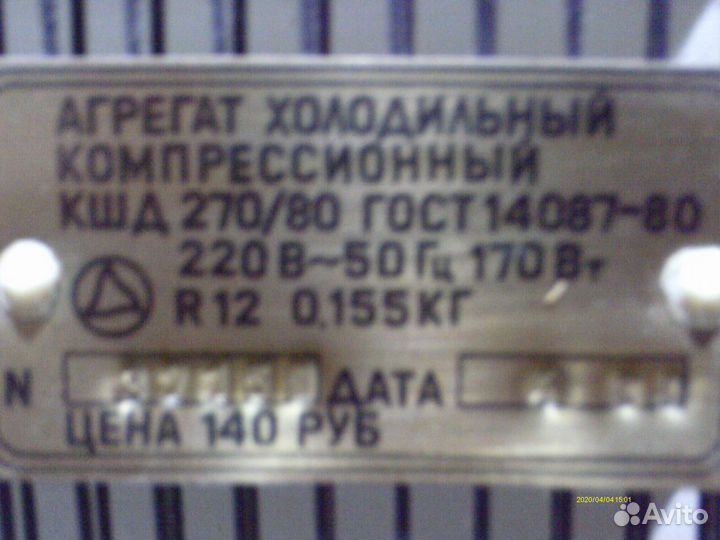 АГРЕГАТ ХОЛОДИЛЬНЫЙ
КОМПРЕССИОННЫЙ
КШД 270/80 ГОСТ 14087-80
220В~50Гц 170Вт
R12 0,155КГ
N ДАТА
ЦЕНА 140 РУБ
2020/04/04 15:01
Avito